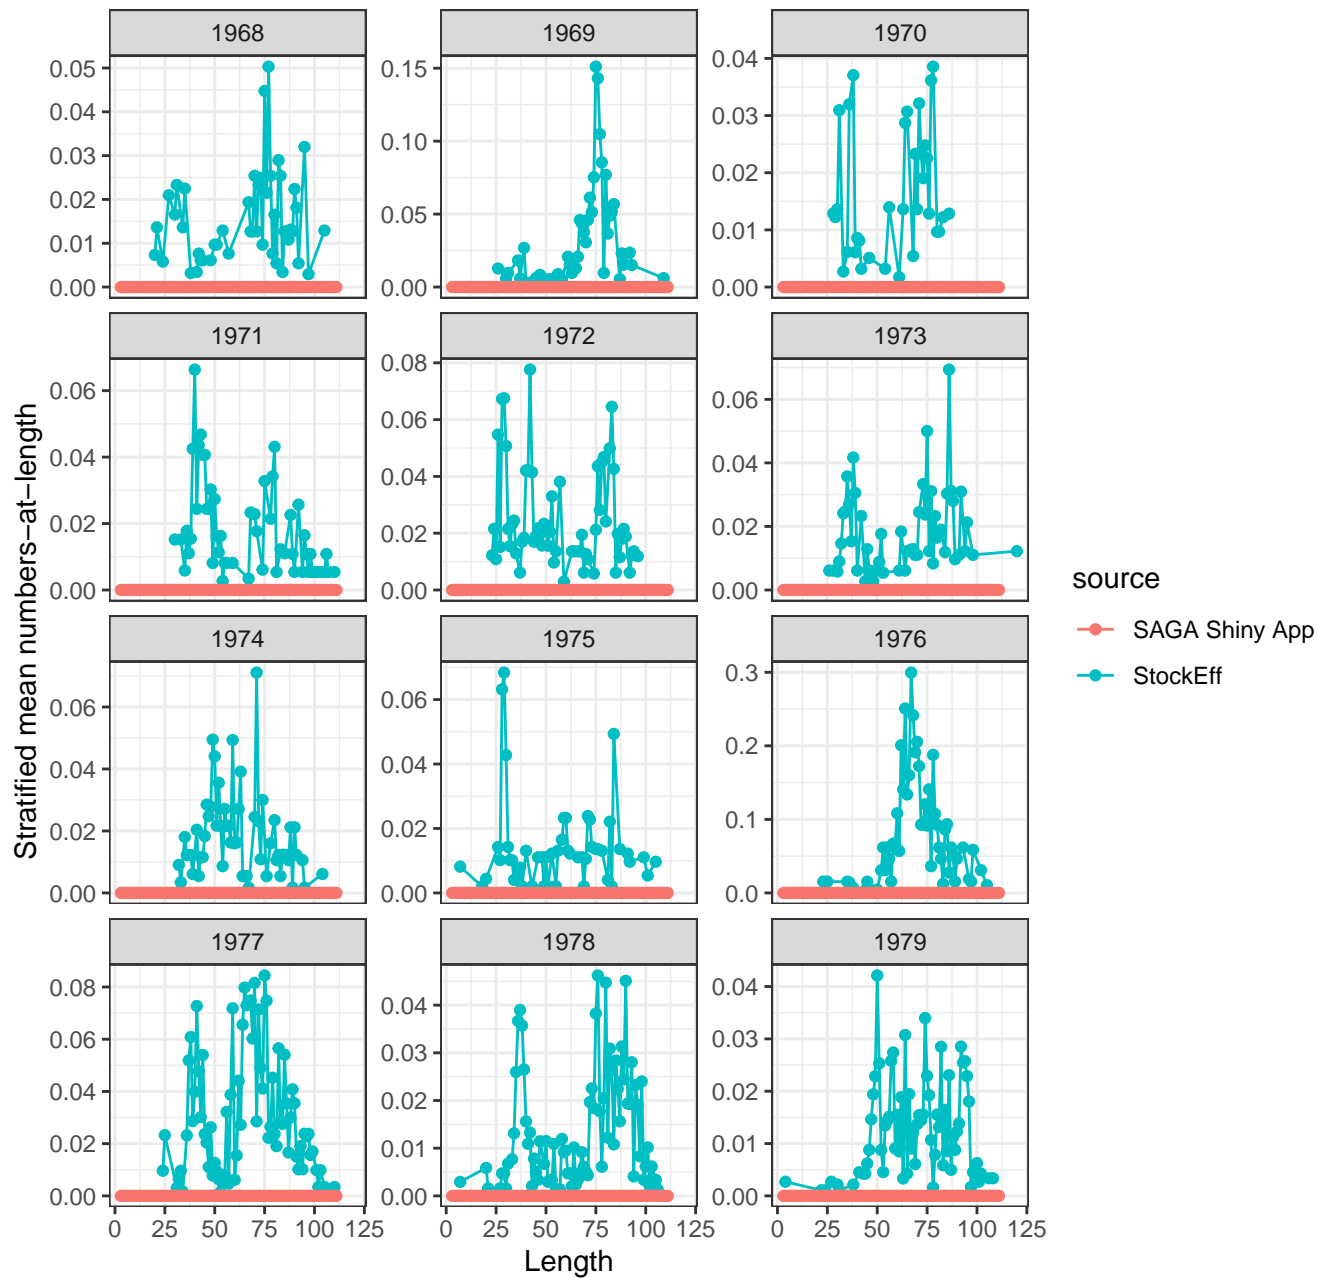 1968 1969 1970
0.05 0.04 0.03 0.02 0.01 0.00
0.15 0.10 0.05 0.00
0.04 0.03 0.02 0.01 0.00
1971 1972 1973
0.06 0.04 0.02 0.00
0.08 0.06 0.04 0.02 0.00
0.06 0.04 0.02 0.00
1974 1975 1976
0.06 0.04 0.02 0.00
0.06 0.04 0.02 0.00
0.3 0.2 0.1 0.0
1977 1978 1979
0.08 0.06 0.04 0.02 0.00
0.04 0.03 0.02 0.01 0.00
0.04 0.03 0.02 0.01 0.00
0 25 50 75 100 125
0 25 50 75 100 125
0 25 50 75 100 125
Length
Stratified mean numbers−at−length
source
SAGA Shiny App
StockEff